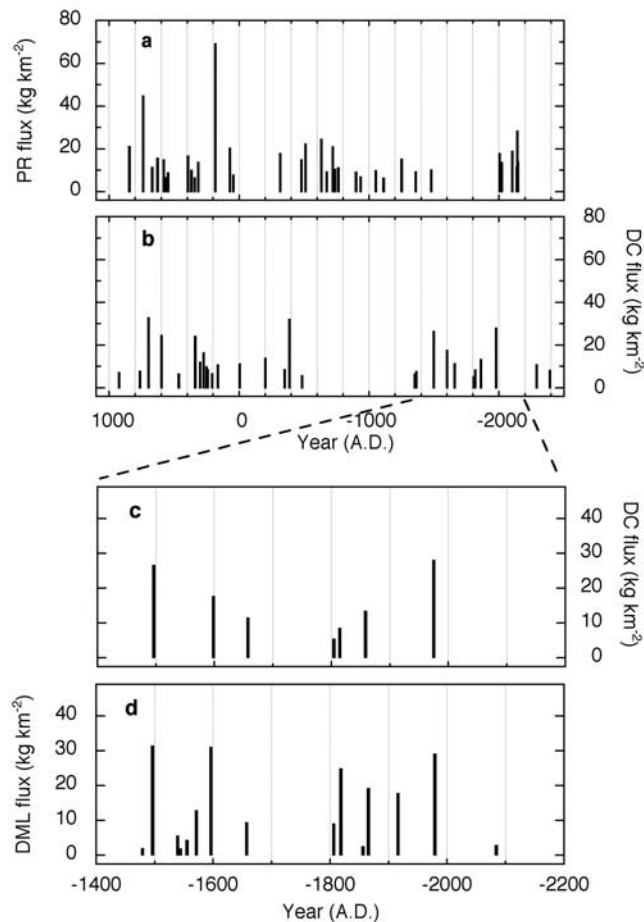 a
PR flux (kg km-2)
80
60
40
20
0
b
DC flux (kg km-2)
80
60
40
20
0
1000 0 -1000 -2000
Year (A.D.)
c
DC flux (kg km-2)
40
30
20
10
0
d
DML flux (kg km-2)
40
30
20
10
0
-1400 -1600 -1800 -2000 -2200
Year (A.D.)